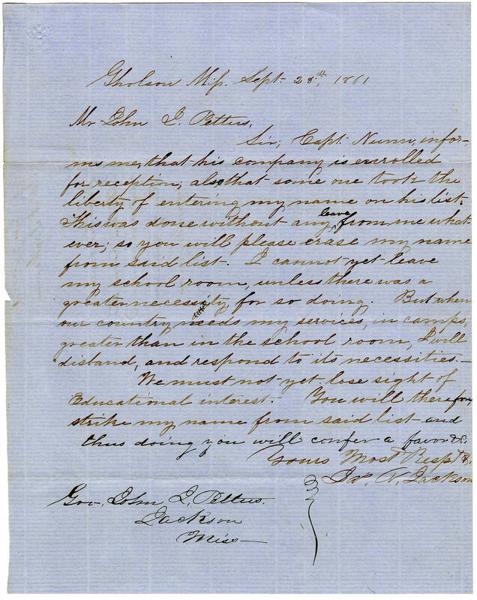 Gholson Miss. Sept. 28th, 1861
Mr John J. Pettus,
Sir, Capt. Nunn, infor-
ms me, that his company is enrolled
for reception, also that some one took the
liberty of entering my name on his list.
This was done without any leave, from me what-
ever; so you will please erase my name
from said list. I cannot yet leave
my school room, unless there was a
greater necessity for so doing. But when
our country needs my services, in camps,
greater than in the school room, I will
disband, and respond to its necessities.—
We must not yet lose sight of
Educational interest. You will therefore,
strike my name from said list—and
thus doing you will confer a favor &c.
Yours Most Respt &c,
Jackson
Gov. John J. Pettus.
Jackson
Miss—